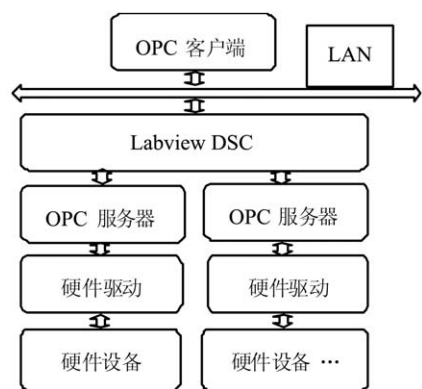 OPC 客户端
LAN
Labview DSC
OPC 服务器
OPC 服务器
硬件驱动
硬件驱动
硬件设备
硬件设备 …